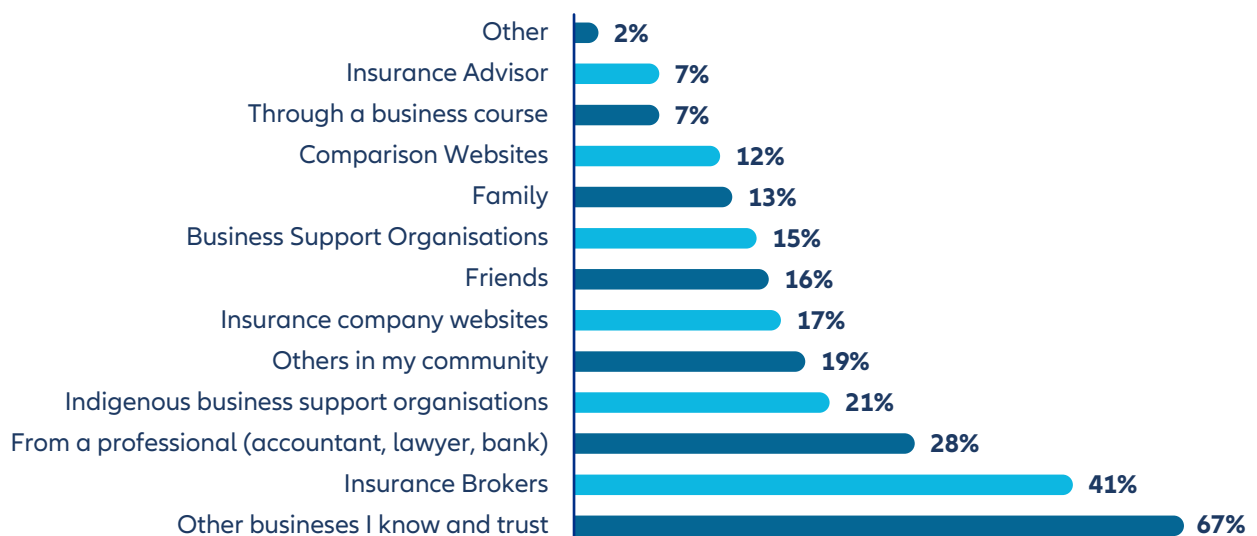 Other 2%
Insurance Advisor 7%
Through a business course 7%
Comparison Websites 12%
Family 13%
Business Support Organisations 15%
Friends 16%
Insurance company websites 17%
Others in my community 19%
Indigenous business support organisations 21%
From a professional (accountant, lawyer, bank) 28%
Insurance Brokers 41%
Other busineses I know and trust 67%